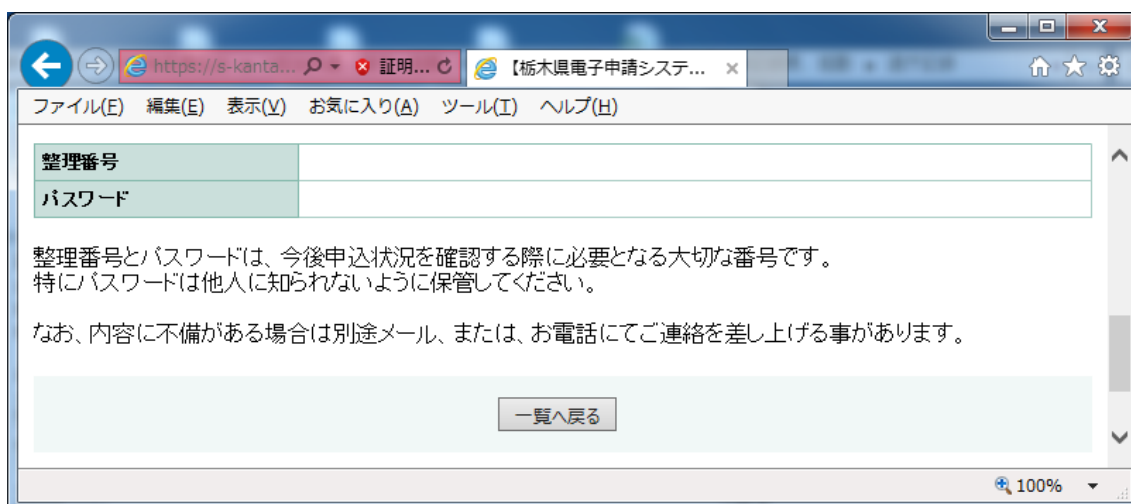 https://s-kanta... 証明... 【栃木県電子申請システ...
ファイル(F) 編集(E) 表示(V) お気に入り(A) ツール(T) ヘルプ(H)
整理番号
パスワード
整理番号とパスワードは、今後申込状況を確認する際に必要となる大切な番号です。
特にパスワードは他人に知られないように保管してください。
なお、内容に不備がある場合は別途メール、または、お電話にてご連絡を差し上げる事があります。
一覧へ戻る
100%